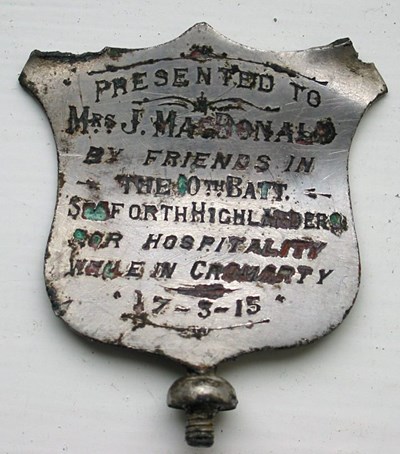 PRESENTED TO
MRS J. MACDONALD
BY FRIENDS IN
THE 10TH BATT.
SEAFORTH HIGHLANDERS
FOR HOSPITALITY
WHILE IN CROMARTY
17-3-15